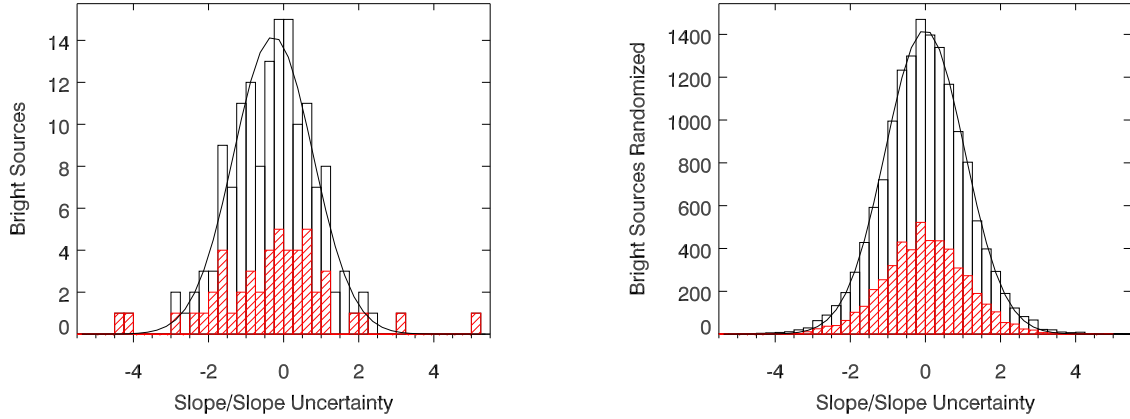 Bright Sources
14
12
10
8
6
4
2
0
-4 -2 0 2 4
Slope/Slope Uncertainty
Bright Sources Randomized
1400
1200
1000
800
600
400
200
0
-4 -2 0 2 4
Slope/Slope Uncertainty